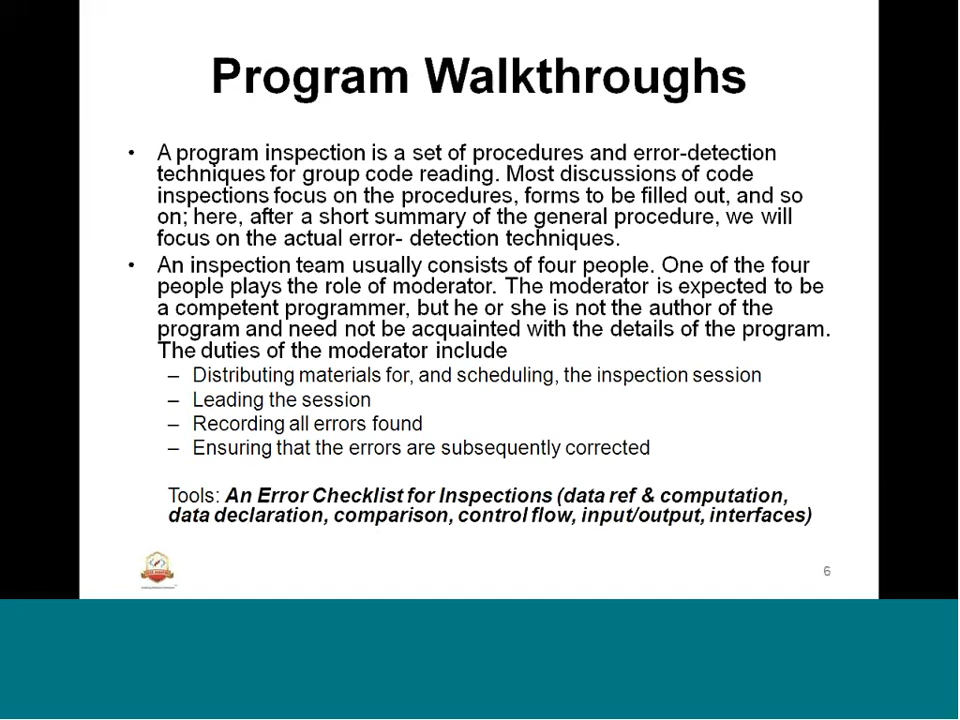 Program Walkthroughs
• A program inspection is a set of procedures and error-detection
techniques for group code reading. Most discussions of code
inspections focus on the procedures, forms to be filled out, and so
on; here, after a short summary of the general procedure, we will
focus on the actual error- detection techniques.
• An inspection team usually consists of four people. One of the four
people plays the role of moderator. The moderator is expected to be
a competent programmer, but he or she is not the author of the
program and need not be acquainted with the details of the program.
The duties of the moderator include
– Distributing materials for, and scheduling, the inspection session
– Leading the session
– Recording all errors found
– Ensuring that the errors are subsequently corrected
Tools: An Error Checklist for Inspections (data ref & computation,
data declaration, comparison, control flow, input/output, interfaces)
6